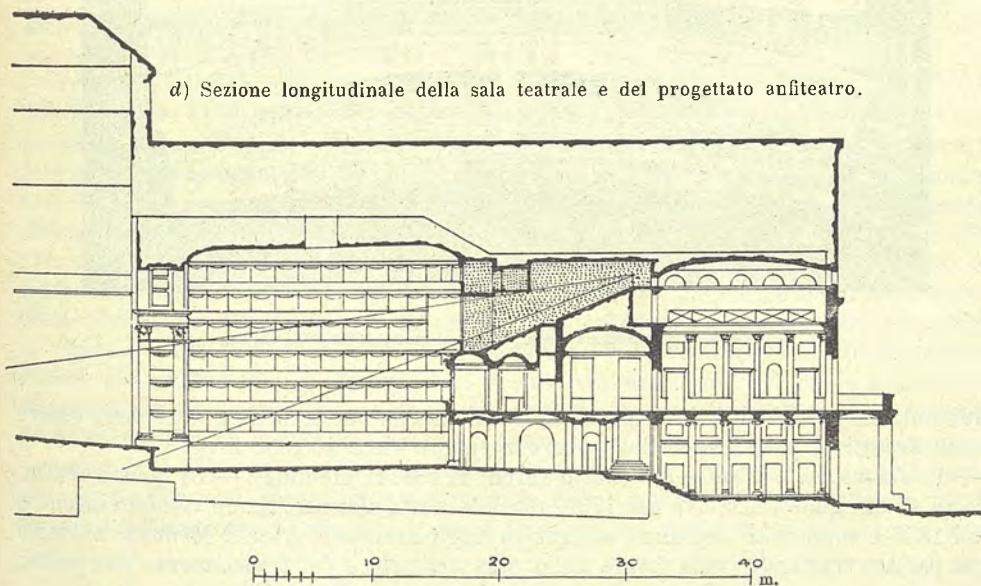 d) Sezione longitudinale della sala teatrale e del progettato anfiteatro.
0 10 20 30 40
m.